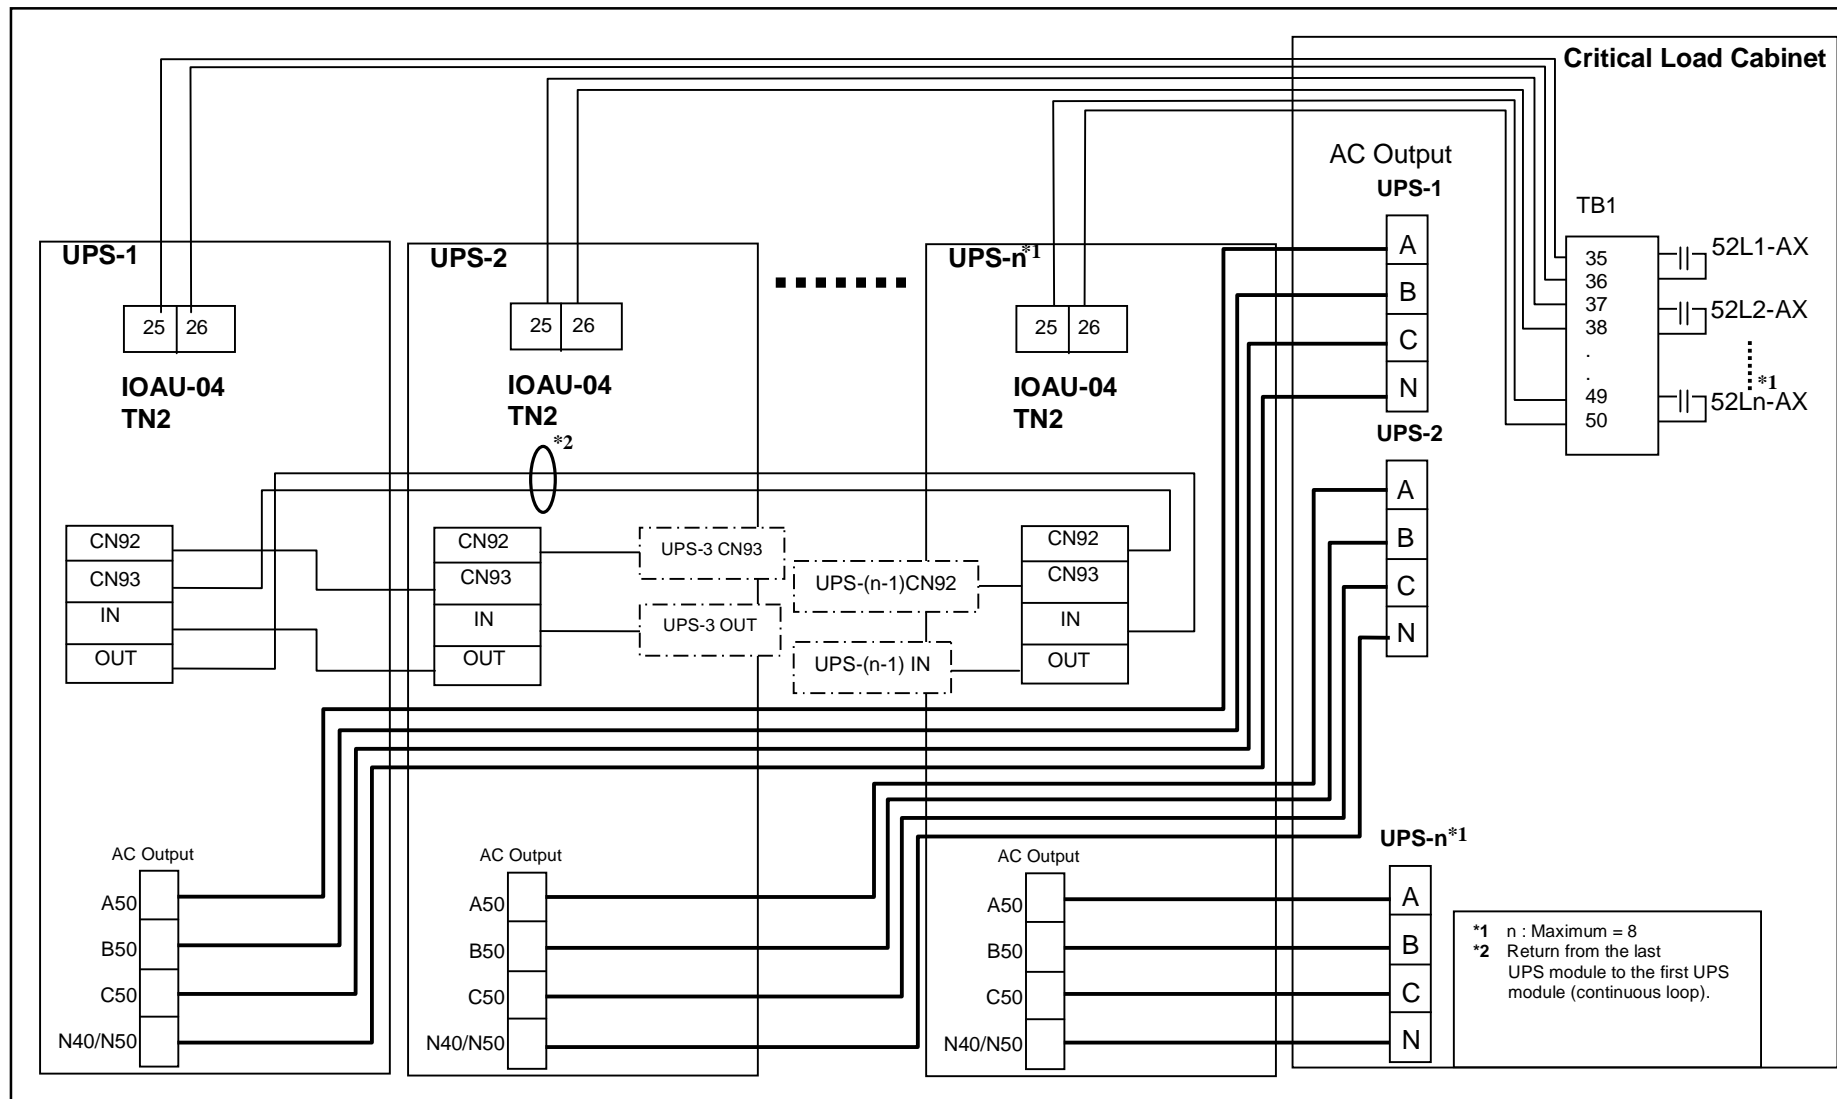 Critical Load Cabinet
AC Output
UPS-1
TB1
UPS-1
UPS-2
UPS-n*1
A
B
C
N
35
36
37
38
.
.
49
50
52L1-AX
52L2-AX
*1
52Ln-AX
25 26
25 26
25 26
IOAU-04
TN2
IOAU-04
TN2
IOAU-04
TN2
*2
UPS-2
A
B
C
N
CN92
CN93
IN
OUT
CN92
CN93
IN
OUT
UPS-3 CN93
UPS-3 OUT
UPS-(n-1)CN92
UPS-(n-1) IN
CN92
CN93
IN
OUT
AC Output
A50
B50
C50
N40/N50
AC Output
A50
B50
C50
N40/N50
AC Output
A50
B50
C50
N40/N50
UPS-n*1
A
B
C
N
*1 n : Maximum = 8
*2 Return from the last
UPS module to the first UPS
module (continuous loop).